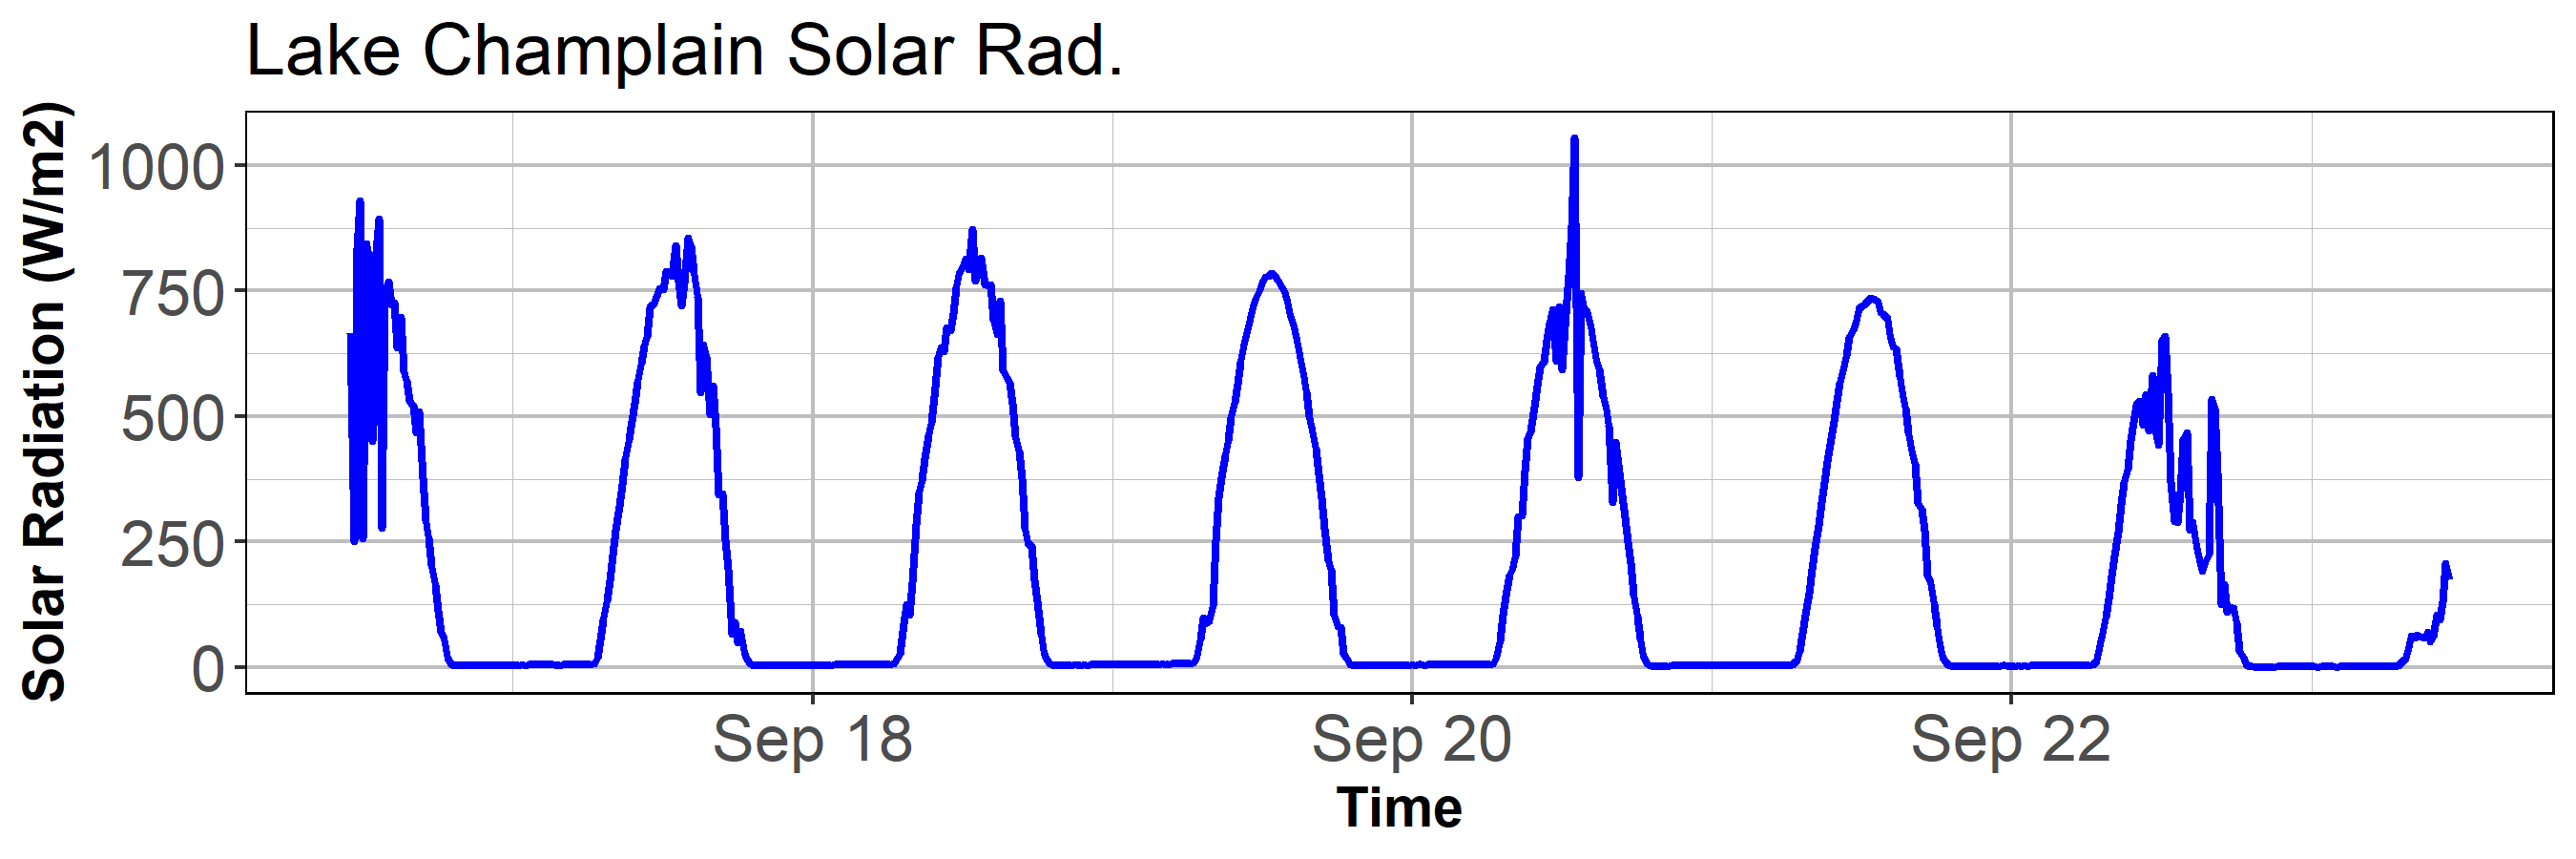 Lake Champlain Solar Rad.
Solar Radiation (W/m2)
1000
750
500
250
0
Sep 18
Sep 20
Sep 22
Time